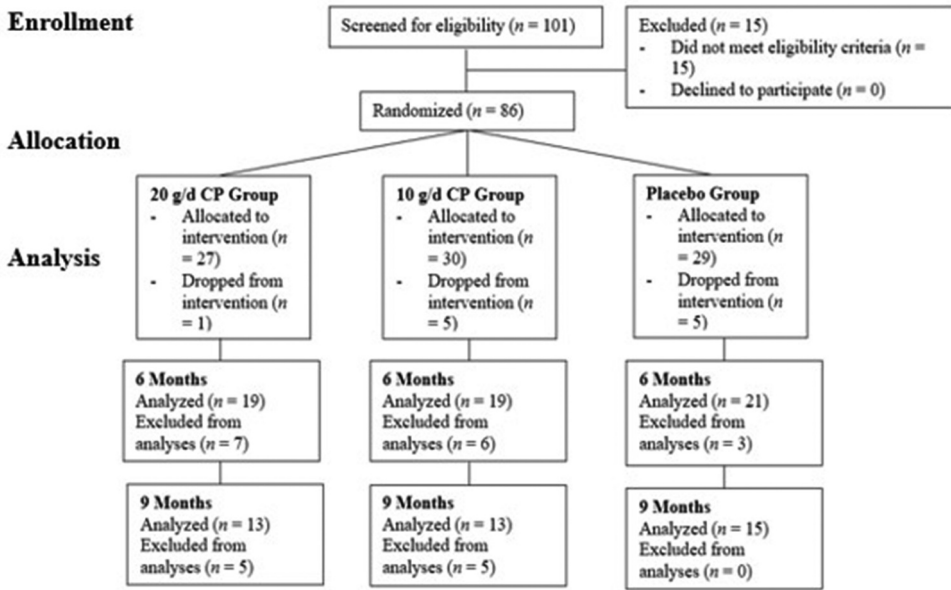 Enrollment
Screened for eligibility (n = 101)
Excluded (n = 15)
- Did not meet eligibility criteria (n =
15)
- Declined to participate (n = 0)
Randomized (n = 86)
Allocation
20 g/d CP Group
- Allocated to
intervention (n
= 27)
- Dropped from
intervention (n
= 1)
10 g/d CP Group
- Allocated to
intervention (n
= 30)
- Dropped from
intervention (n
= 5)
Placebo Group
- Allocated to
intervention (n
= 29)
- Dropped from
intervention (n
= 5)
Analysis
6 Months
Analyzed (n = 19)
Excluded from
analyses (n = 7)
6 Months
Analyzed (n = 19)
Excluded from
analyses (n = 6)
6 Months
Analyzed (n = 21)
Excluded from
analyses (n = 3)
9 Months
Analyzed (n = 13)
Excluded from
analyses (n = 5)
9 Months
Analyzed (n = 13)
Excluded from
analyses (n = 5)
9 Months
Analyzed (n = 15)
Excluded from
analyses (n = 0)